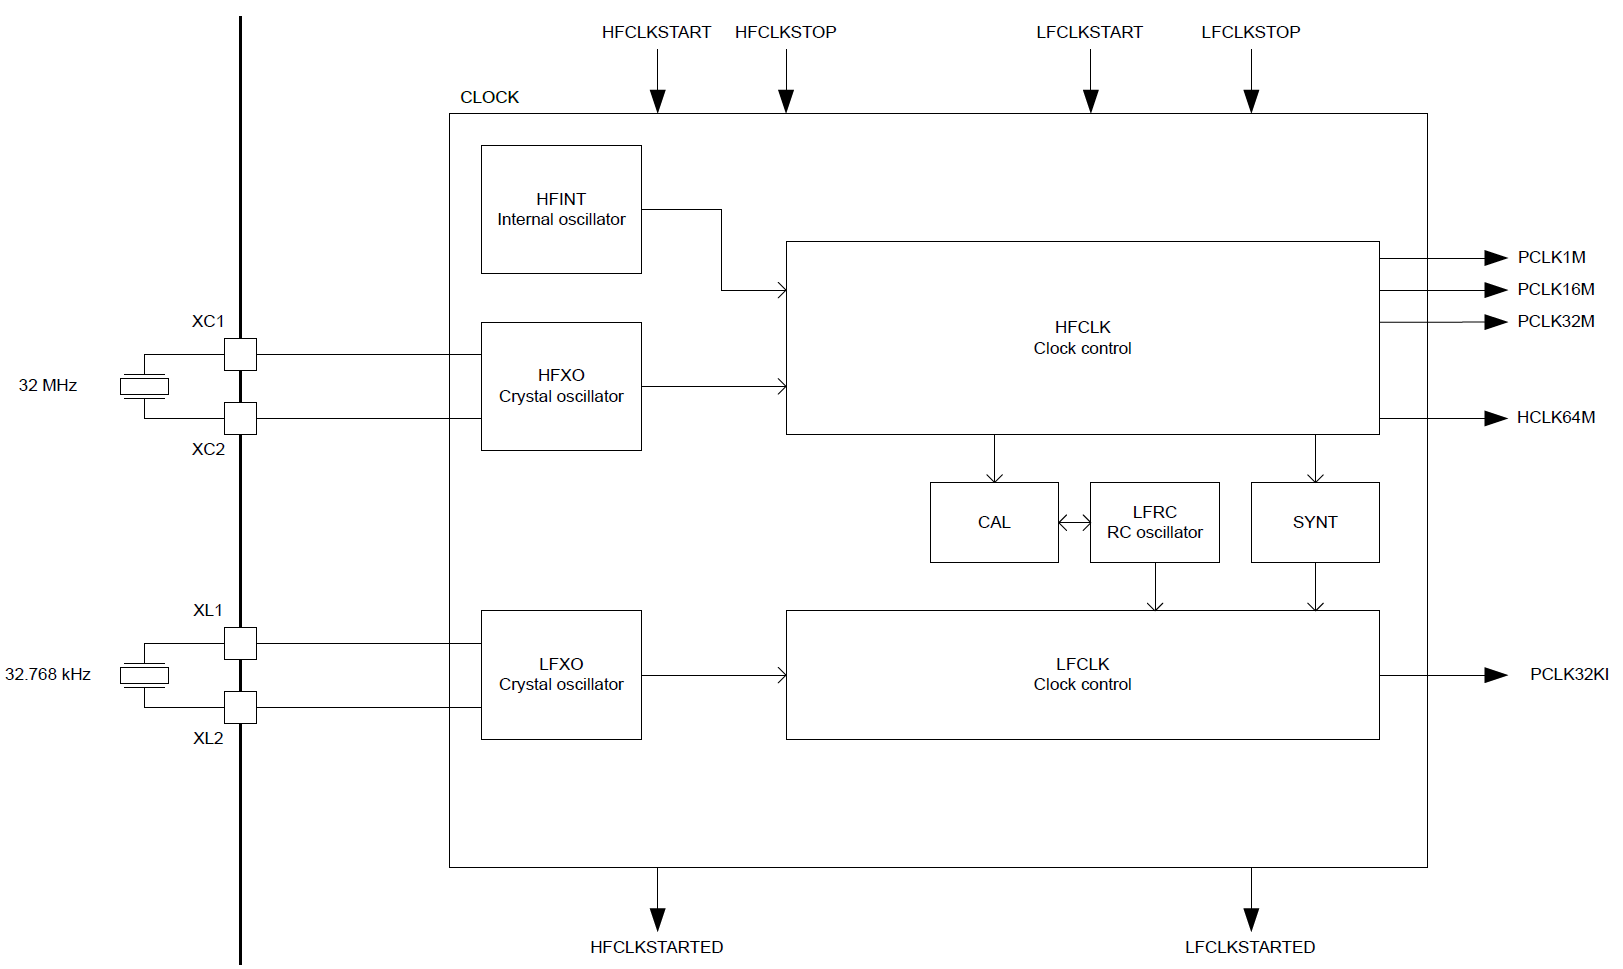 HFCLKSTART
HFCLKSTOP
LFCLKSTART
LFCLKSTOP
CLOCK
HFINT
Internal oscillator
PCLK1M
PCLK16M
PCLK32M
HFCLK
Clock control
XC1
32 MHz
XC2
HFXO
Crystal oscillator
HCLK64M
CAL
LFRC
RC oscillator
SYNT
XL1
32.768 kHz
XL2
LFXO
Crystal oscillator
LFCLK
Clock control
PCLK32KI
HFCLKSTARTED
LFCLKSTARTED